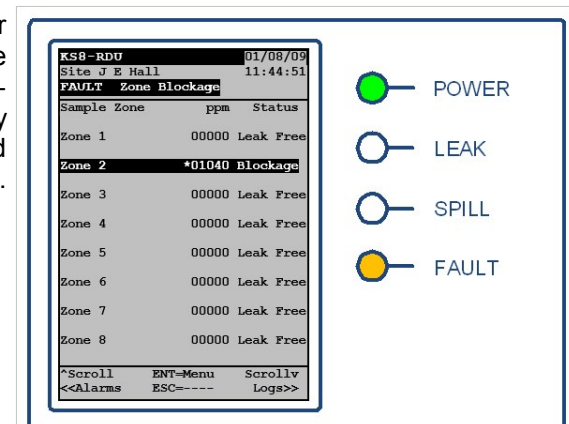 KS8-RDU 01/08/09
Site J E Hall 11:44:51
FAULT Zone Blockage
Sample Zone ppm Status
Zone 1 00000 Leak Free
Zone 2 *01040 Blockage
Zone 3 00000 Leak Free
Zone 4 00000 Leak Free
Zone 5 00000 Leak Free
Zone 6 00000 Leak Free
Zone 7 00000 Leak Free
Zone 8 00000 Leak Free
^Scroll ENT=Menu Scrollv
<<Alarms ESC=---- Logs>>
POWER
LEAK
SPILL
FAULT